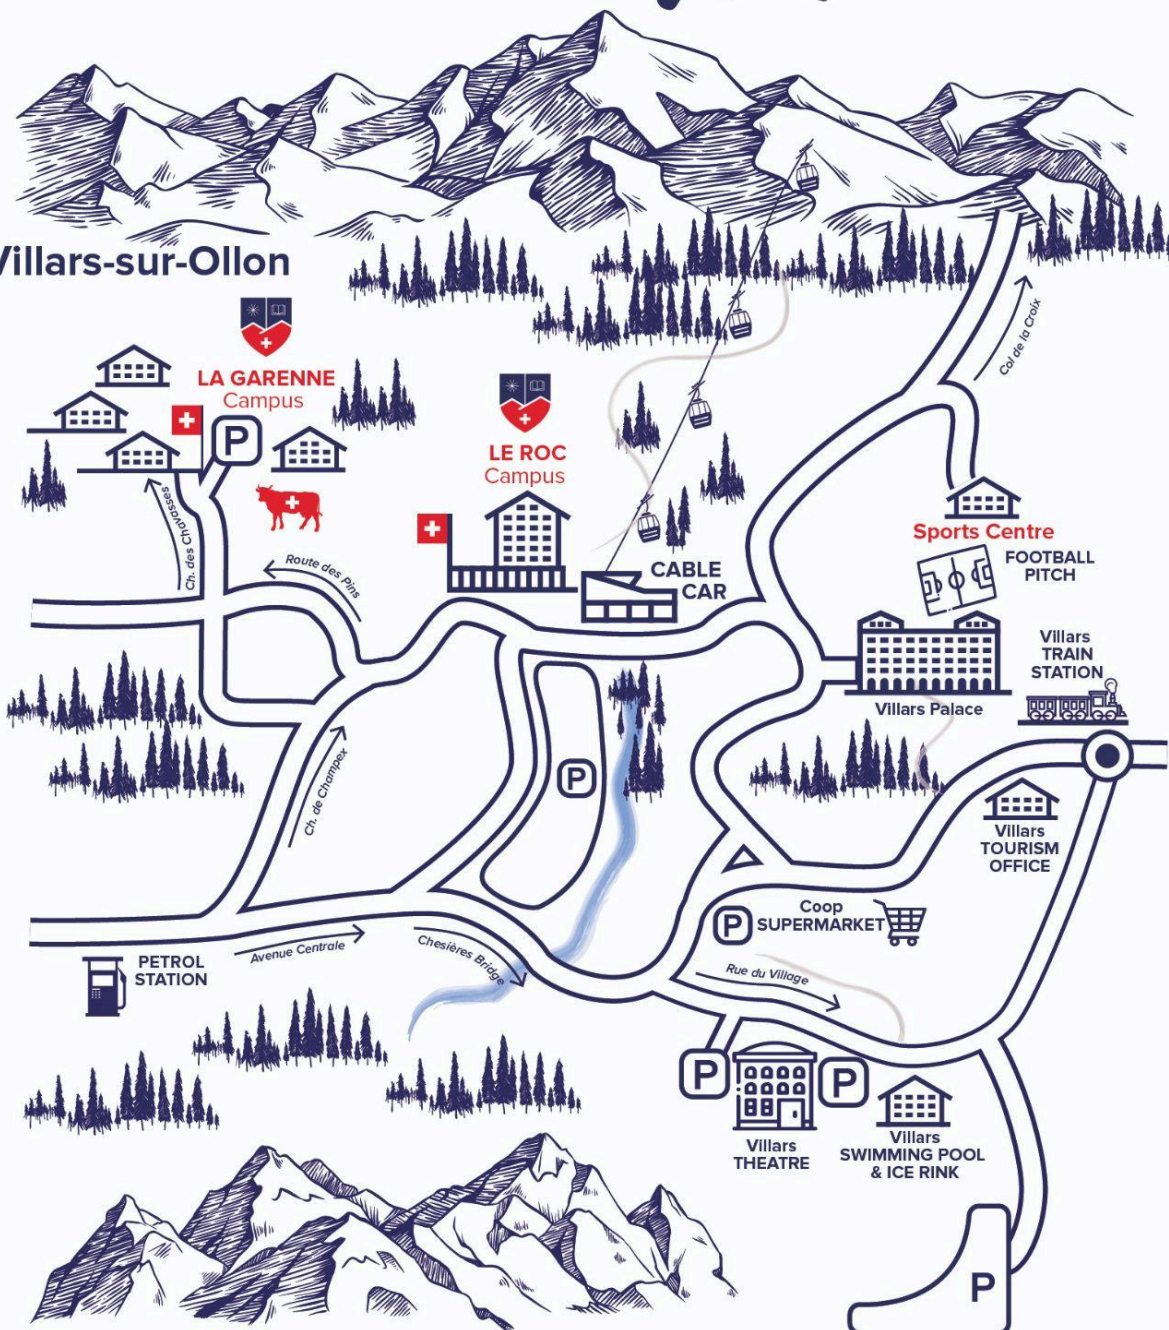 Villars-sur-Ollon
LA GARENNE
Campus
P
LE ROC
Campus
Col de la Croix
Ch. des Chavasses
Route des Pins
CABLE
CAR
Sports Centre
FOOTBALL
PITCH
Villars
TRAIN
STATION
Villars Palace
Ch. de Champex
P
Villars
TOURISM
OFFICE
P
Coop
SUPERMARKET
PETROL
STATION
Avenue Centrale
Chesières Bridge
Rue du Village
P
P
Villars
THEATRE
Villars
SWIMMING POOL
& ICE RINK
P